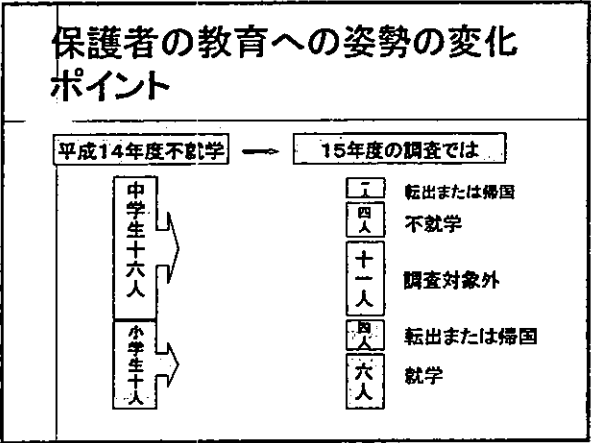 保護者の教育への姿勢の変化
ポイント
平成14年度不就学
15年度の調査では
中学生十六人
小学生十人
一人 転出または帰国
四人 不就学
十一人 調査対象外
四人 転出または帰国
六人 就学